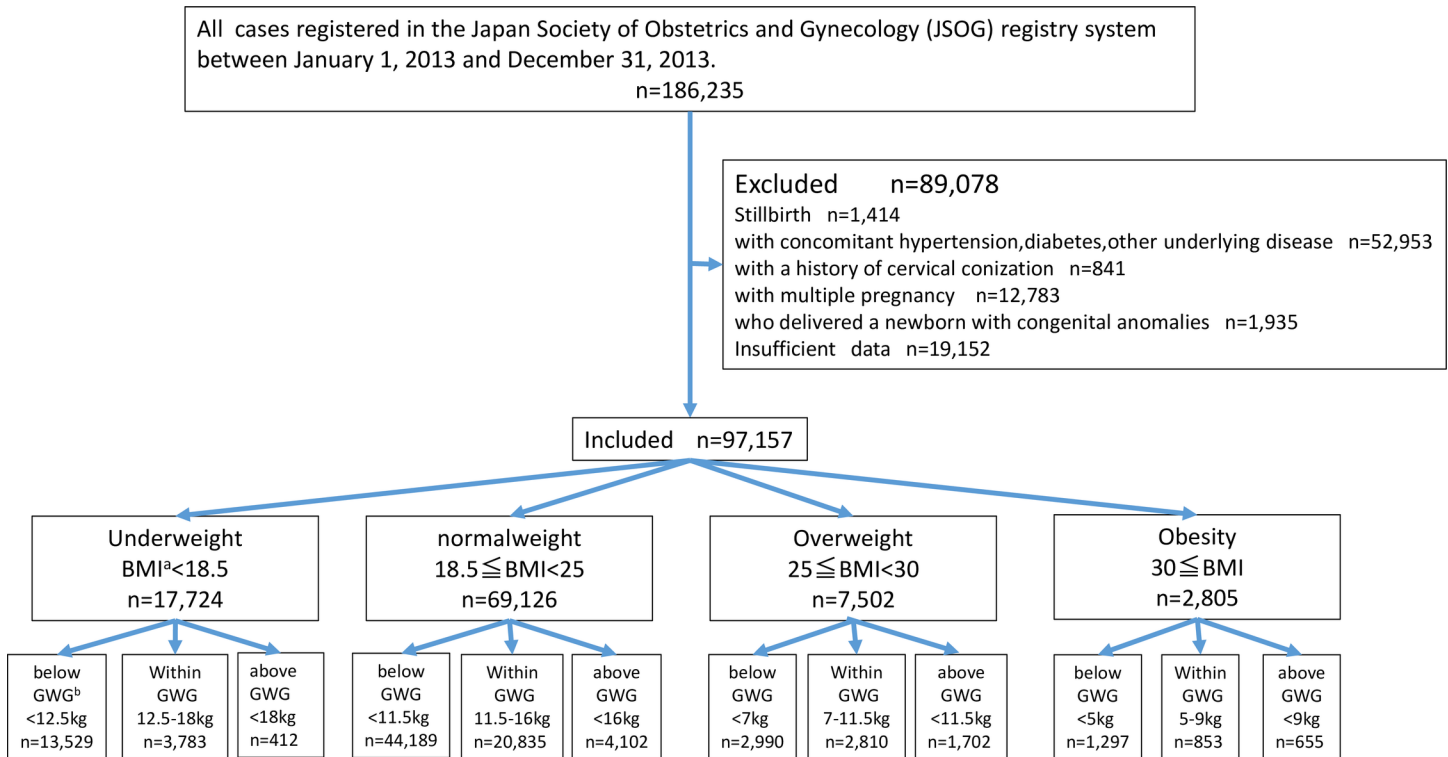 All cases registered in the Japan Society of Obstetrics and Gynecology (JSOG) registry system
between January 1, 2013 and December 31, 2013.
n=186,235
Excluded n=89,078
Stillbirth n=1,414
with concomitant hypertension,diabetes,other underlying disease n=52,953
with a history of cervical conization n=841
with multiple pregnancy n=12,783
who delivered a newborn with congenital anomalies n=1,935
Insufficient data n=19,152
Included n=97,157
Underweight
BMIᵃ<18.5
n=17,724
normalweight
18.5≦BMI<25
n=69,126
Overweight
25≦BMI<30
n=7,502
Obesity
30≦BMI
n=2,805
below
GWGᵇ
<12.5kg
n=13,529
Within
GWG
12.5-18kg
n=3,783
above
GWG
<18kg
n=412
below
GWG
<11.5kg
n=44,189
Within
GWG
11.5-16kg
n=20,835
above
GWG
<16kg
n=4,102
below
GWG
<7kg
n=2,990
Within
GWG
7-11.5kg
n=2,810
above
GWG
<11.5kg
n=1,702
below
GWG
<5kg
n=1,297
Within
GWG
5-9kg
n=853
above
GWG
<9kg
n=655